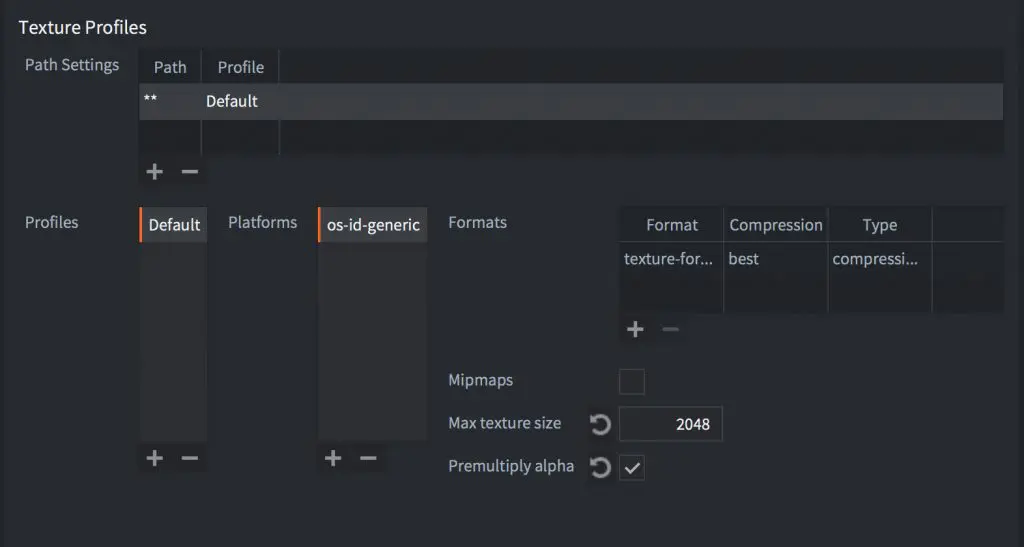 Texture Profiles
Path Settings Path Profile
** Default
Profiles Default Platforms os-id-generic Formats Format Compression Type
texture-for... best compressi...
Mipmaps
Max texture size 2048
Premultiply alpha